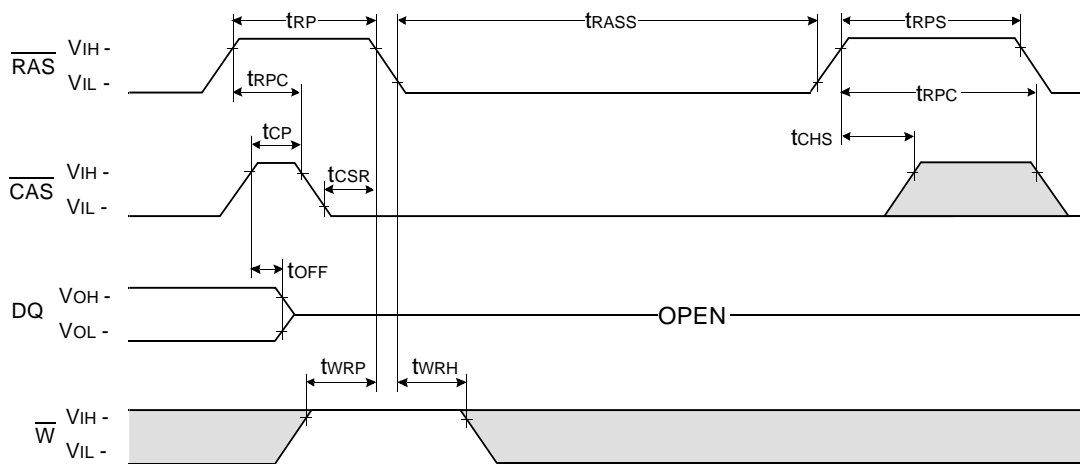 tRP tRASS tRPS
RAS VIH -
VIL -
tRPC tRPC
tCP tCHS
CAS VIH -
VIL -
tCSR
tOFF
DQ VOH -
VOL -
OPEN
tWRP tWRH
W VIH -
VIL -